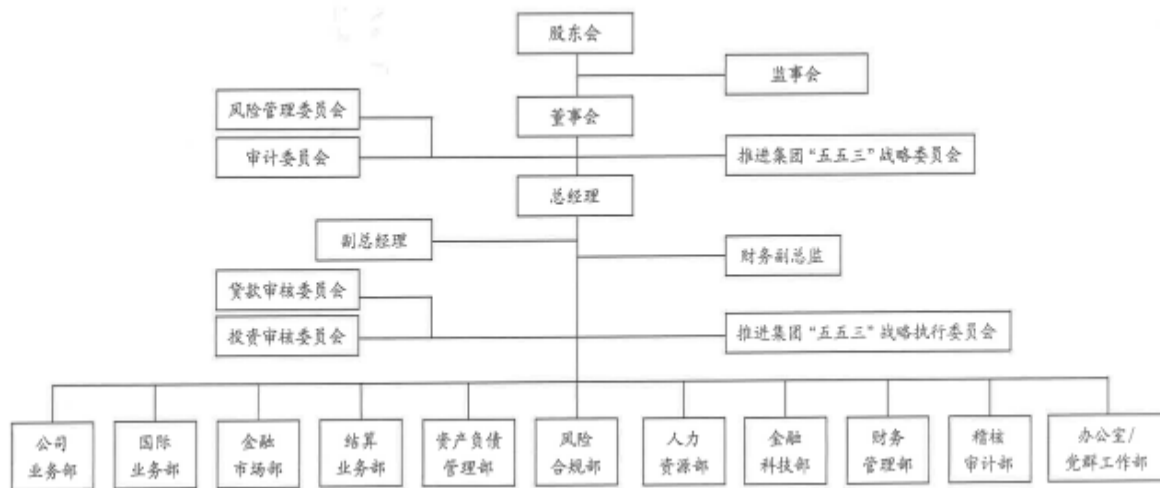 股东会
监事会
风险管理委员会
董事会
审计委员会
推进集团“五五三”战略委员会
总经理
副总经理
财务副总监
贷款审核委员会
投资审核委员会
推进集团“五五三”战略执行委员会
公司
业务部
国际
业务部
金融
市场部
结算
业务部
资产负债
管理部
风险
合规部
人力
资源部
金融
科技部
财务
管理部
稽核
审计部
办公室/
党群工作部